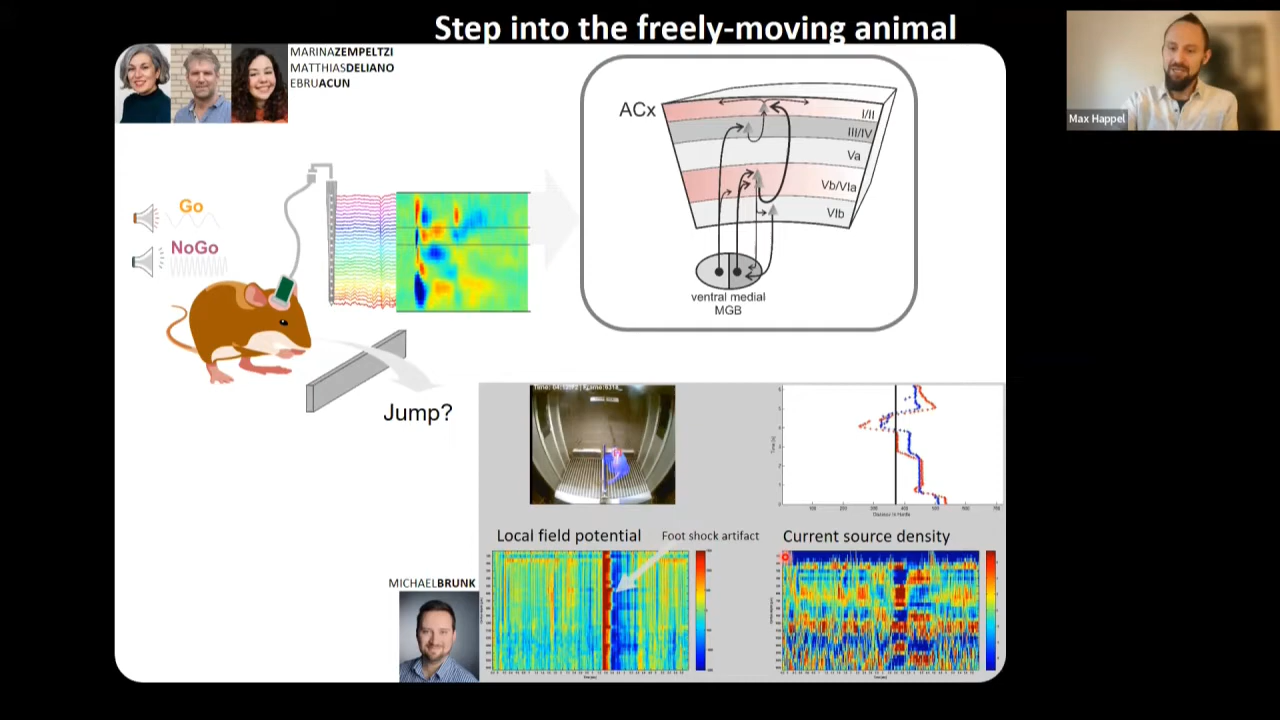 Step into the freely-moving animal
MARINAZEMPELTZI
MATTHIASDELIANO
EBRUACUN
Max Happel
ACx
I/II
III/IV
Va
Vb/VIa
VIb
ventral medial
MGB
Go
NoGo
Jump?
Local field potential
Foot shock artifact
Current source density
MICHAELBRUNK